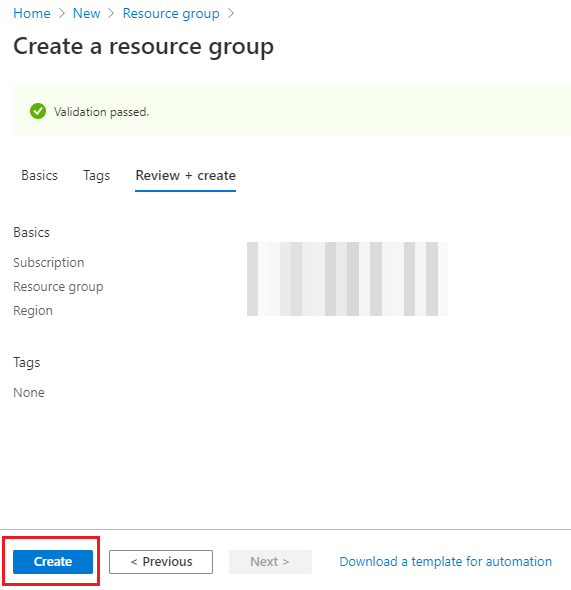 Home > New > Resource group >
Create a resource group
Validation passed.
Basics Tags Review + create
Basics
Subscription
Resource group
Region
Tags
None
Create < Previous Next > Download a template for automation